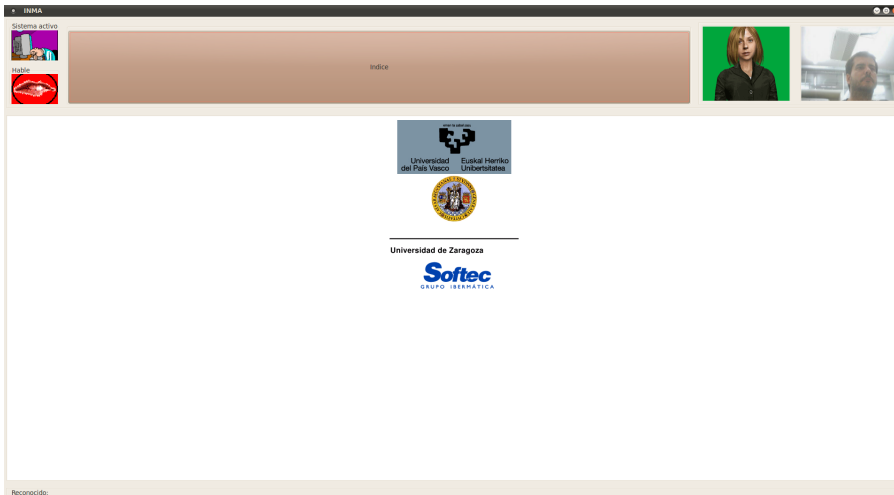 INMA
Sistema activo
Hable
Indice
Universidad
del País Vasco
Euskal Herriko
Unibertsitatea
Universidad de Zaragoza
Softec
GRUPO IBERMÁTICA
Reconocido: